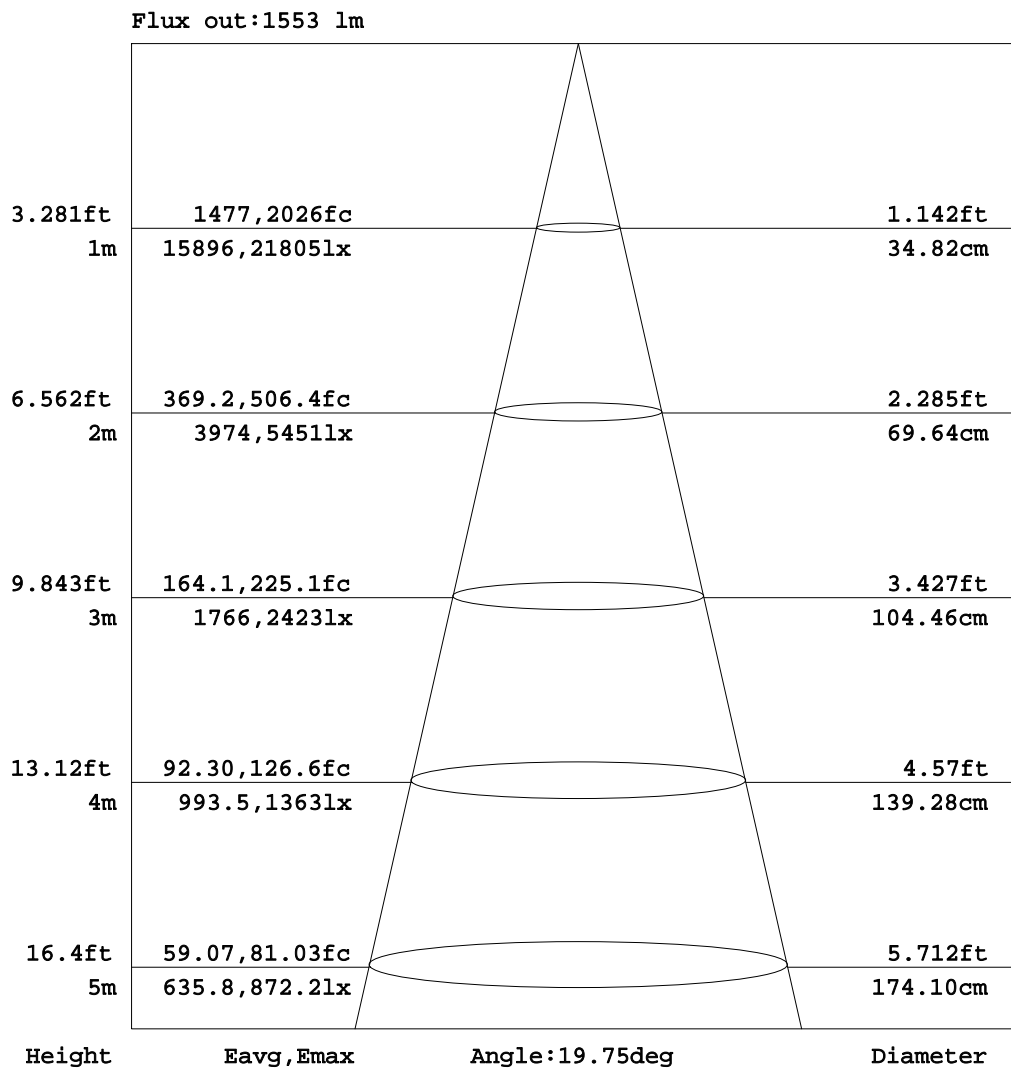 Flux out:1553 lm
3.281ft 1477,2026fc 1.142ft
1m 15896,21805lx 34.82cm
6.562ft 369.2,506.4fc 2.285ft
2m 3974,5451lx 69.64cm
9.843ft 164.1,225.1fc 3.427ft
3m 1766,2423lx 104.46cm
13.12ft 92.30,126.6fc 4.57ft
4m 993.5,1363lx 139.28cm
16.4ft 59.07,81.03fc 5.712ft
5m 635.8,872.2lx 174.10cm
Height Eavg,Emax Angle:19.75deg Diameter